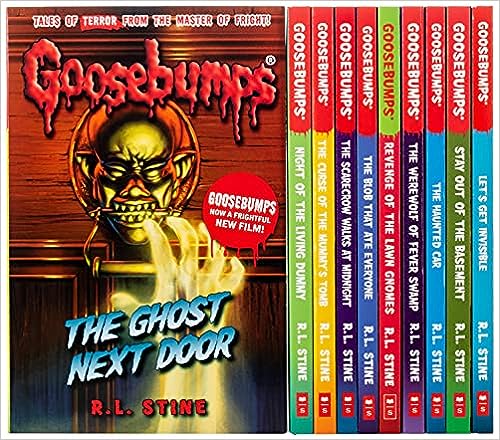 TALES OF TERROR FROM THE MASTER OF FRIGHT!
Goosebumps®
GOOSEBUMPS
NOW A FRIGHTFUL
NEW FILM!
THE GHOST
NEXT DOOR
R.L. STINE
GOOSEBUMPS® NIGHT OF THE LIVING DUMMY R.L. STINE
GOOSEBUMPS® THE CURSE OF THE MUMMY'S TOMB R.L. STINE
GOOSEBUMPS® THE SCARECROW WALKS AT MIDNIGHT R.L. STINE
GOOSEBUMPS® THE BLOB THAT ATE EVERYONE R.L. STINE
GOOSEBUMPS® REVENGE OF THE LAWN GNOMES R.L. STINE
GOOSEBUMPS® THE WEREWOLF OF FEVER SWAMP R.L. STINE
GOOSEBUMPS® THE HAUNTED CAR R.L. STINE
GOOSEBUMPS® STAY OUT OF THE BASEMENT R.L. STINE
GOOSEBUMPS® LET'S GET INVISIBLE R.L. STINE